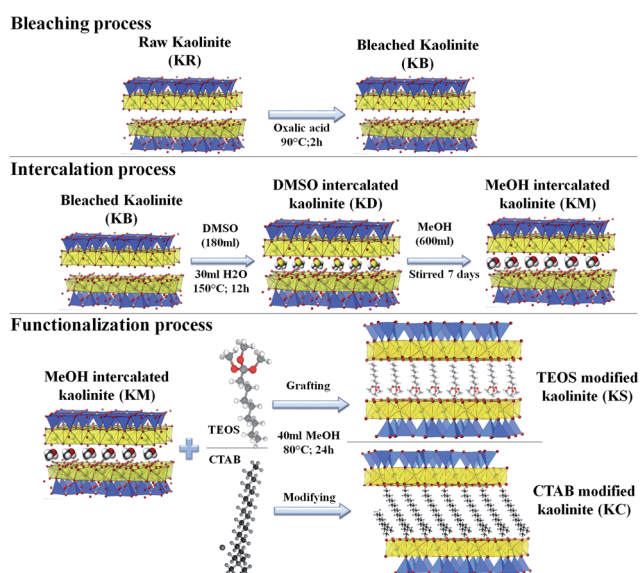 Bleaching process
Raw Kaolinite
(KR)
Oxalic acid
90°C;2h
Bleached Kaolinite
(KB)
Intercalation process
Bleached Kaolinite
(KB)
DMSO
(180ml)
30ml H2O
150°C; 12h
DMSO intercalated
kaolinite (KD)
MeOH
(600ml)
Stirred 7 days
MeOH intercalated
kaolinite (KM)
Functionalization process
MeOH intercalated
kaolinite (KM)
TEOS
CTAB
Grafting
40ml MeOH
80°C; 24h
Modifying
TEOS modified
kaolinite (KS)
CTAB modified
kaolinite (KC)